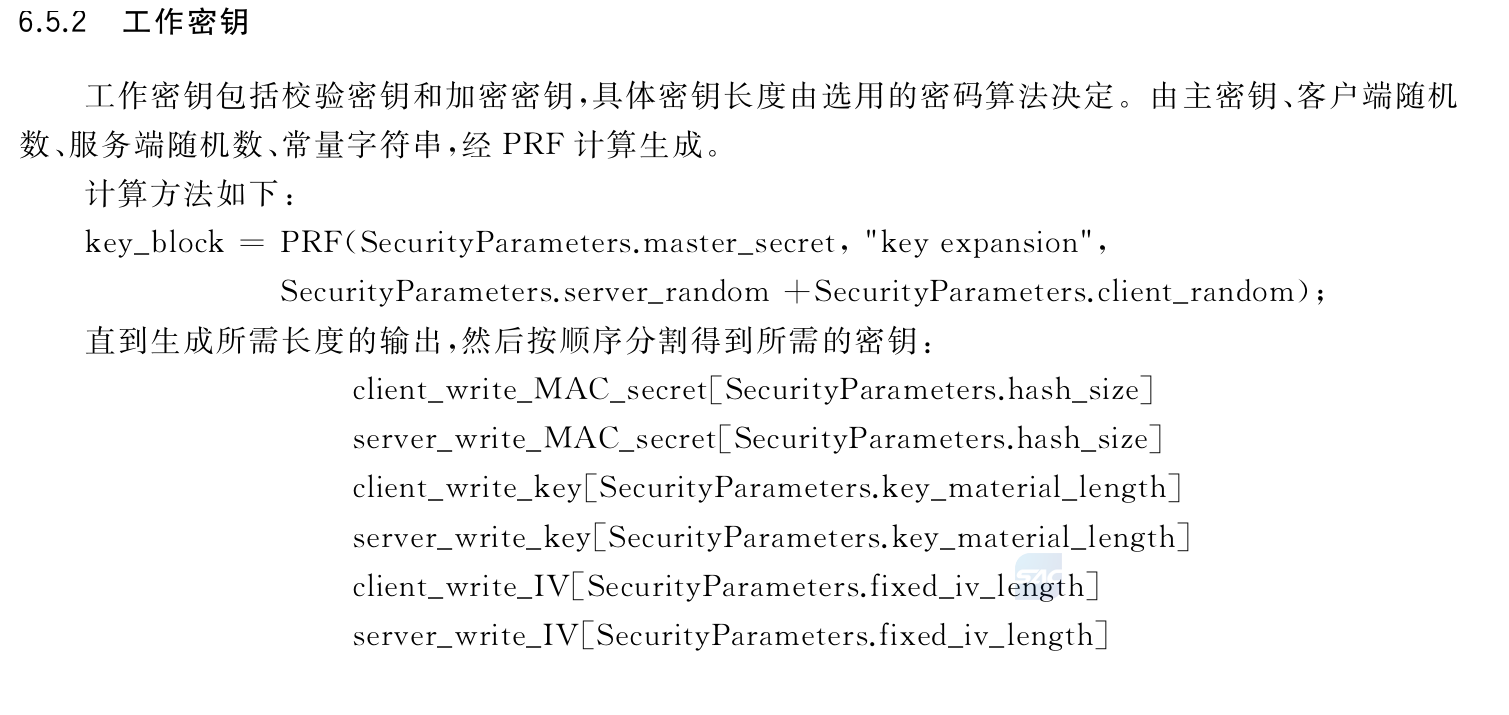 6.5.2 工作密钥
工作密钥包括校验密钥和加密密钥,具体密钥长度由选用的密码算法决定。由主密钥、客户端随机
数、服务端随机数、常量字符串,经 PRF 计算生成。
计算方法如下:
key_block = PRF(SecurityParameters.master_secret, "key expansion",
SecurityParameters.server_random +SecurityParameters.client_random);
直到生成所需长度的输出,然后按顺序分割得到所需的密钥:
client_write_MAC_secret[SecurityParameters.hash_size]
server_write_MAC_secret[SecurityParameters.hash_size]
client_write_key[SecurityParameters.key_material_length]
server_write_key[SecurityParameters.key_material_length]
client_write_IV[SecurityParameters.fixed_iv_length]
server_write_IV[SecurityParameters.fixed_iv_length]